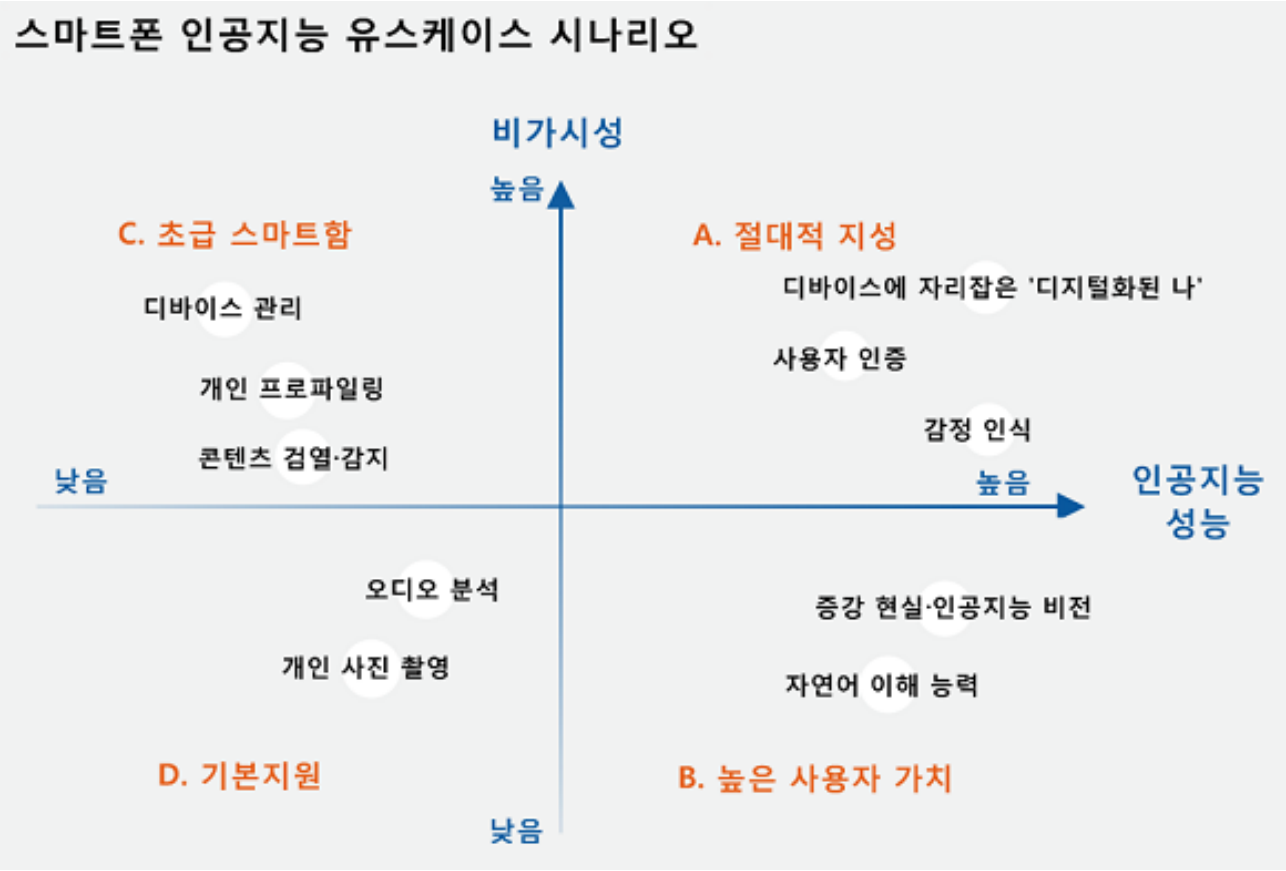 스마트폰 인공지능 유스케이스 시나리오
비가시성
높음
C. 초급 스마트함
A. 절대적 지성
디바이스 관리
디바이스에 자리잡은 '디지털화된 나'
사용자 인증
개인 프로파일링
감정 인식
콘텐츠 검열·감지
낮음
높음
인공지능
성능
오디오 분석
증강 현실·인공지능 비전
개인 사진 촬영
자연어 이해 능력
D. 기본지원
B. 높은 사용자 가치
낮음